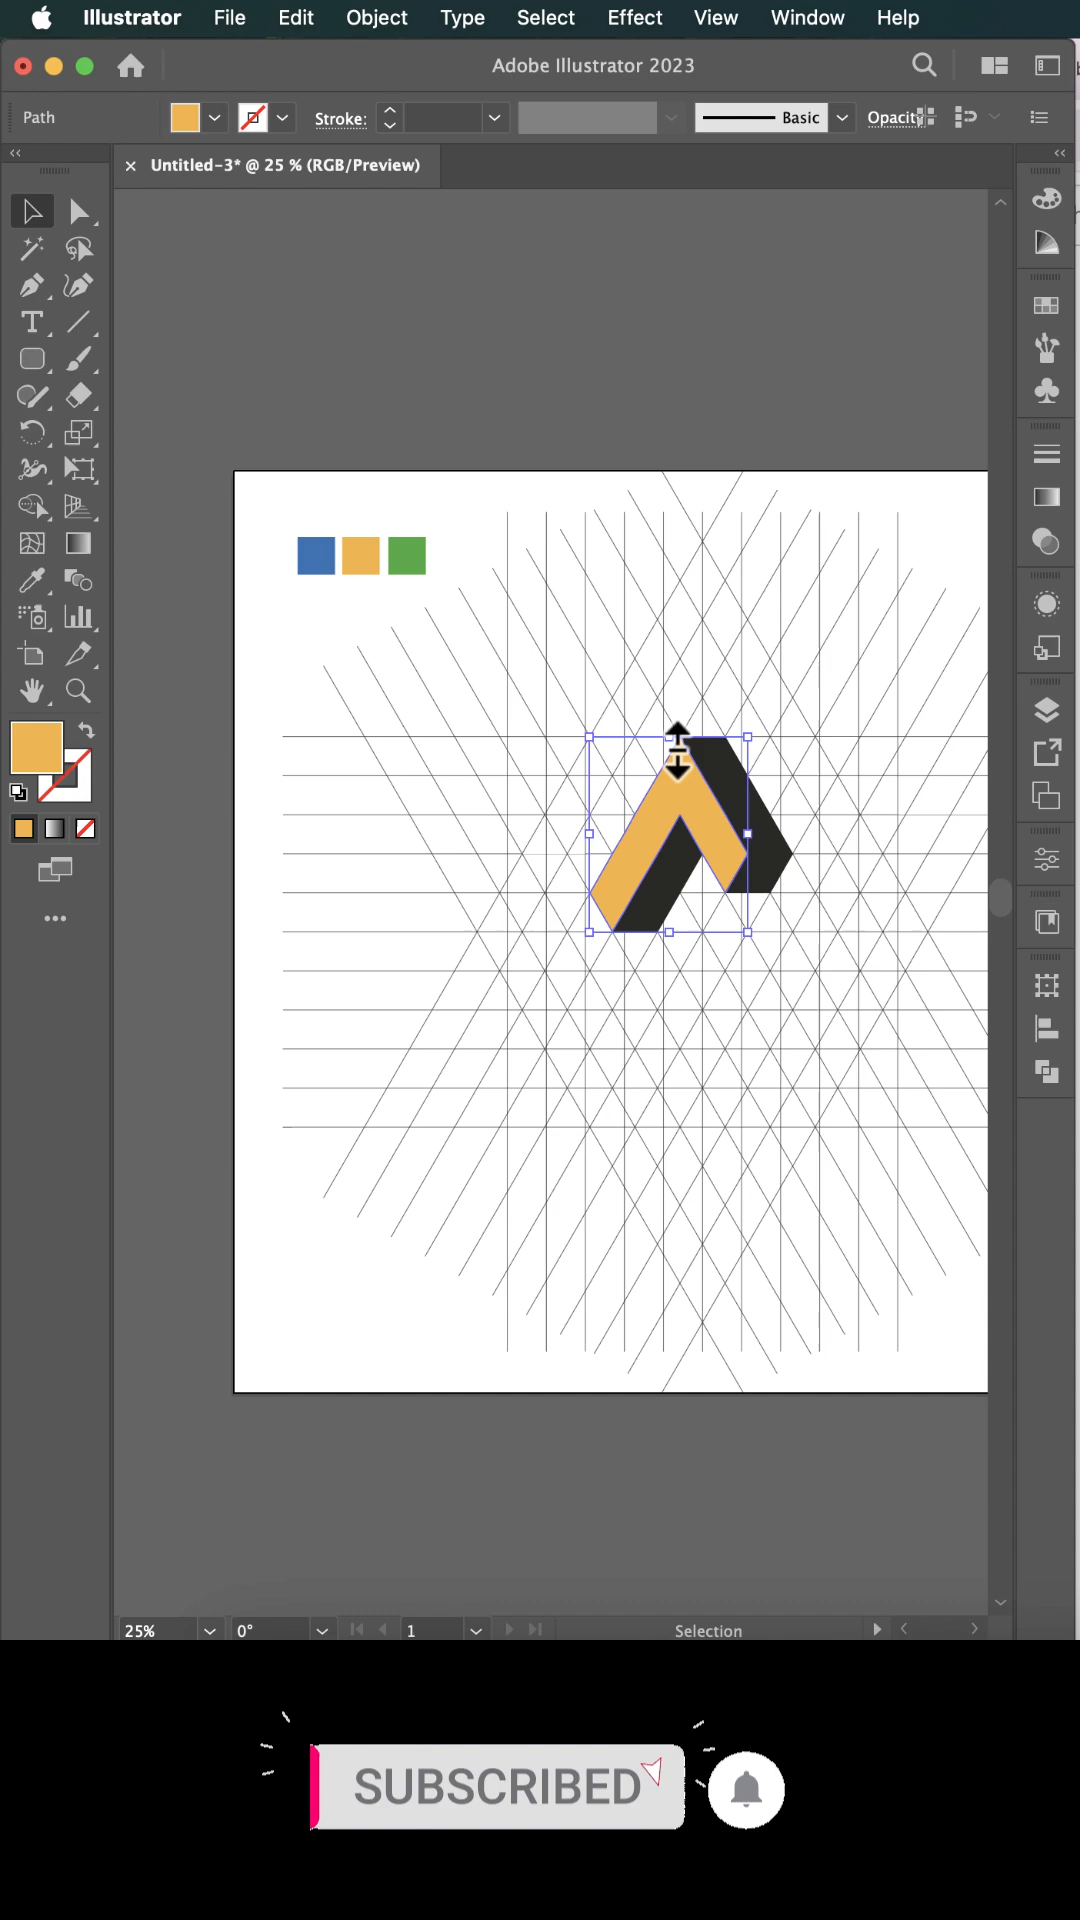 Illustrator File Edit Object Type Select Effect View Window Help
Adobe Illustrator 2023
Path Stroke: Basic Opacity
× Untitled-3* @ 25 % (RGB/Preview)
25% 0° 1 Selection
SUBSCRIBED